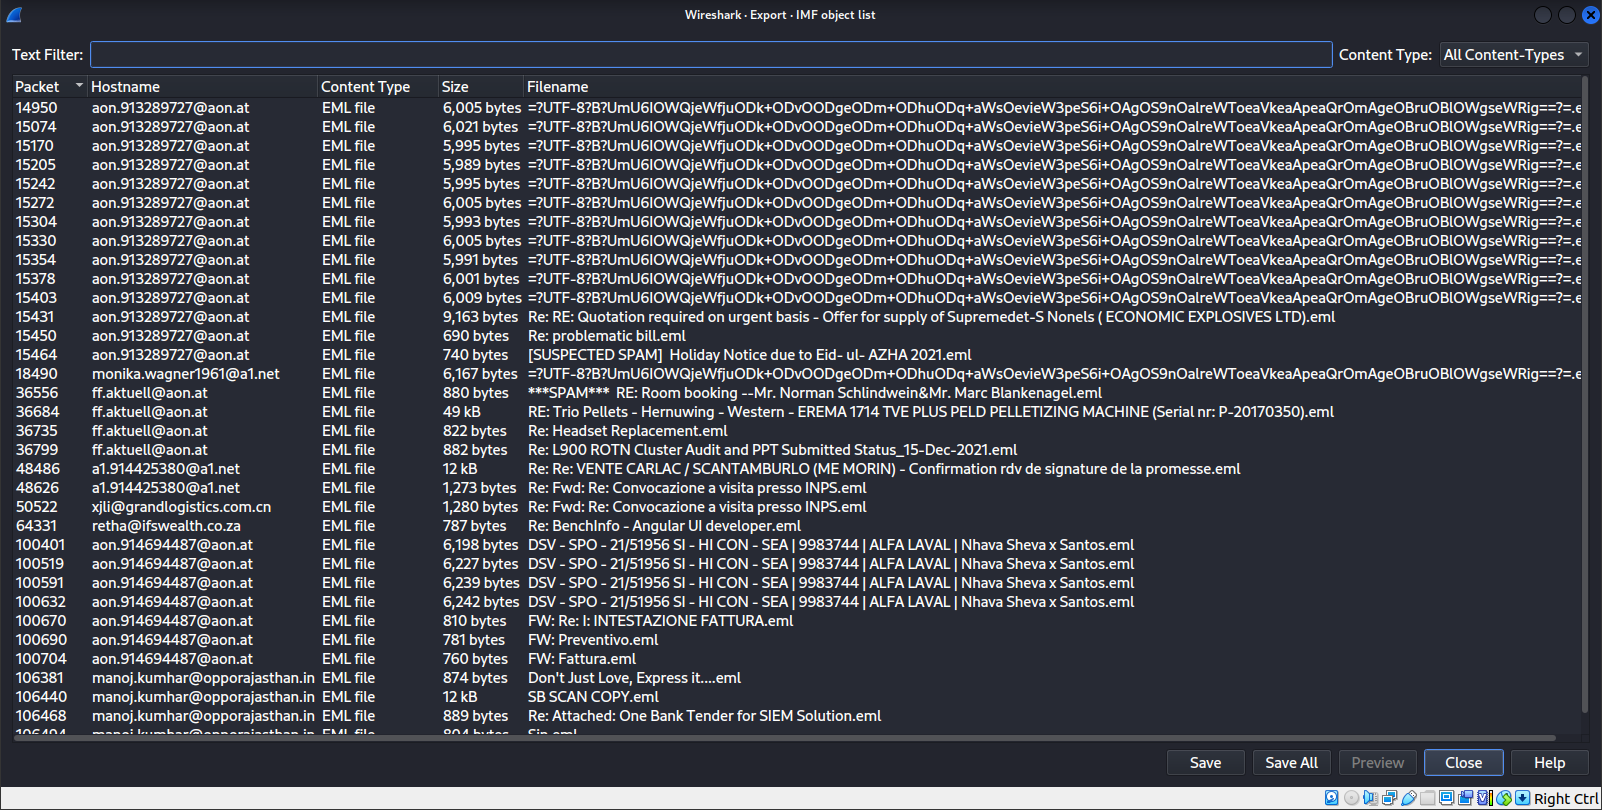 Wireshark · Export · IMF object list
Text Filter: Content Type: All Content-Types
Packet Hostname Content Type Size Filename
14950 aon.913289727@aon.at EML file 6,005 bytes =?UTF-8?B?UmU6IOWQjeWfjuODk+ODvOODgeODm+ODhuODq+aWsOevieW3peS6i+OAgOS9nOalreWToeaVkeaApeaQrOmAgeOBruOBlOWgseWRig==?=.e
15074 aon.913289727@aon.at EML file 6,021 bytes =?UTF-8?B?UmU6IOWQjeWfjuODk+ODvOODgeODm+ODhuODq+aWsOevieW3peS6i+OAgOS9nOalreWToeaVkeaApeaQrOmAgeOBruOBlOWgseWRig==?=.e
15170 aon.913289727@aon.at EML file 5,995 bytes =?UTF-8?B?UmU6IOWQjeWfjuODk+ODvOODgeODm+ODhuODq+aWsOevieW3peS6i+OAgOS9nOalreWToeaVkeaApeaQrOmAgeOBruOBlOWgseWRig==?=.e
15205 aon.913289727@aon.at EML file 5,989 bytes =?UTF-8?B?UmU6IOWQjeWfjuODk+ODvOODgeODm+ODhuODq+aWsOevieW3peS6i+OAgOS9nOalreWToeaVkeaApeaQrOmAgeOBruOBlOWgseWRig==?=.e
15242 aon.913289727@aon.at EML file 5,995 bytes =?UTF-8?B?UmU6IOWQjeWfjuODk+ODvOODgeODm+ODhuODq+aWsOevieW3peS6i+OAgOS9nOalreWToeaVkeaApeaQrOmAgeOBruOBlOWgseWRig==?=.e
15272 aon.913289727@aon.at EML file 6,005 bytes =?UTF-8?B?UmU6IOWQjeWfjuODk+ODvOODgeODm+ODhuODq+aWsOevieW3peS6i+OAgOS9nOalreWToeaVkeaApeaQrOmAgeOBruOBlOWgseWRig==?=.e
15304 aon.913289727@aon.at EML file 5,993 bytes =?UTF-8?B?UmU6IOWQjeWfjuODk+ODvOODgeODm+ODhuODq+aWsOevieW3peS6i+OAgOS9nOalreWToeaVkeaApeaQrOmAgeOBruOBlOWgseWRig==?=.e
15330 aon.913289727@aon.at EML file 6,005 bytes =?UTF-8?B?UmU6IOWQjeWfjuODk+ODvOODgeODm+ODhuODq+aWsOevieW3peS6i+OAgOS9nOalreWToeaVkeaApeaQrOmAgeOBruOBlOWgseWRig==?=.e
15354 aon.913289727@aon.at EML file 5,991 bytes =?UTF-8?B?UmU6IOWQjeWfjuODk+ODvOODgeODm+ODhuODq+aWsOevieW3peS6i+OAgOS9nOalreWToeaVkeaApeaQrOmAgeOBruOBlOWgseWRig==?=.e
15378 aon.913289727@aon.at EML file 6,001 bytes =?UTF-8?B?UmU6IOWQjeWfjuODk+ODvOODgeODm+ODhuODq+aWsOevieW3peS6i+OAgOS9nOalreWToeaVkeaApeaQrOmAgeOBruOBlOWgseWRig==?=.e
15403 aon.913289727@aon.at EML file 6,009 bytes =?UTF-8?B?UmU6IOWQjeWfjuODk+ODvOODgeODm+ODhuODq+aWsOevieW3peS6i+OAgOS9nOalreWToeaVkeaApeaQrOmAgeOBruOBlOWgseWRig==?=.e
15431 aon.913289727@aon.at EML file 9,163 bytes Re: RE: Quotation required on urgent basis - Offer for supply of Supremedet-S Nonels ( ECONOMIC EXPLOSIVES LTD).eml
15450 aon.913289727@aon.at EML file 690 bytes Re: problematic bill.eml
15464 aon.913289727@aon.at EML file 740 bytes [SUSPECTED SPAM]  Holiday Notice due to Eid- ul- AZHA 2021.eml
18490 monika.wagner1961@a1.net EML file 6,167 bytes =?UTF-8?B?UmU6IOWQjeWfjuODk+ODvOODgeODm+ODhuODq+aWsOevieW3peS6i+OAgOS9nOalreWToeaVkeaApeaQrOmAgeOBruOBlOWgseWRig==?=.e
36556 ff.aktuell@aon.at EML file 880 bytes ***SPAM***  RE: Room booking --Mr. Norman Schlindwein&Mr. Marc Blankenagel.eml
36684 ff.aktuell@aon.at EML file 49 kB RE: Trio Pellets - Hernuwing - Western - EREMA 1714 TVE PLUS PELD PELLETIZING MACHINE (Serial nr: P-20170350).eml
36735 ff.aktuell@aon.at EML file 822 bytes Re: Headset Replacement.eml
36799 ff.aktuell@aon.at EML file 882 bytes Re: L900 ROTN Cluster Audit and PPT Submitted Status_15-Dec-2021.eml
48486 a1.914425380@a1.net EML file 12 kB Re: Re: VENTE CARLAC / SCANTAMBURLO (ME MORIN) - Confirmation rdv de signature de la promesse.eml
48626 a1.914425380@a1.net EML file 1,273 bytes Re: Fwd: Re: Convocazione a visita presso INPS.eml
50522 xjli@grandlogistics.com.cn EML file 1,280 bytes Re: Fwd: Re: Convocazione a visita presso INPS.eml
64331 retha@ifswealth.co.za EML file 787 bytes Re: BenchInfo - Angular UI developer.eml
100401 aon.914694487@aon.at EML file 6,198 bytes DSV - SPO - 21/51956 SI - HI CON - SEA | 9983744 | ALFA LAVAL | Nhava Sheva x Santos.eml
100519 aon.914694487@aon.at EML file 6,227 bytes DSV - SPO - 21/51956 SI - HI CON - SEA | 9983744 | ALFA LAVAL | Nhava Sheva x Santos.eml
100591 aon.914694487@aon.at EML file 6,239 bytes DSV - SPO - 21/51956 SI - HI CON - SEA | 9983744 | ALFA LAVAL | Nhava Sheva x Santos.eml
100632 aon.914694487@aon.at EML file 6,242 bytes DSV - SPO - 21/51956 SI - HI CON - SEA | 9983744 | ALFA LAVAL | Nhava Sheva x Santos.eml
100670 aon.914694487@aon.at EML file 810 bytes FW: Re: I: INTESTAZIONE FATTURA.eml
100690 aon.914694487@aon.at EML file 781 bytes FW: Preventivo.eml
100704 aon.914694487@aon.at EML file 760 bytes FW: Fattura.eml
106381 manoj.kumhar@opporajasthan.in EML file 874 bytes Don't Just Love, Express it....eml
106440 manoj.kumhar@opporajasthan.in EML file 12 kB SB SCAN COPY.eml
106468 manoj.kumhar@opporajasthan.in EML file 889 bytes Re: Attached: One Bank Tender for SIEM Solution.eml
manoj.kumhar@opporajasthan.in EML file
Save Save All Preview Close Help
Right Ctrl